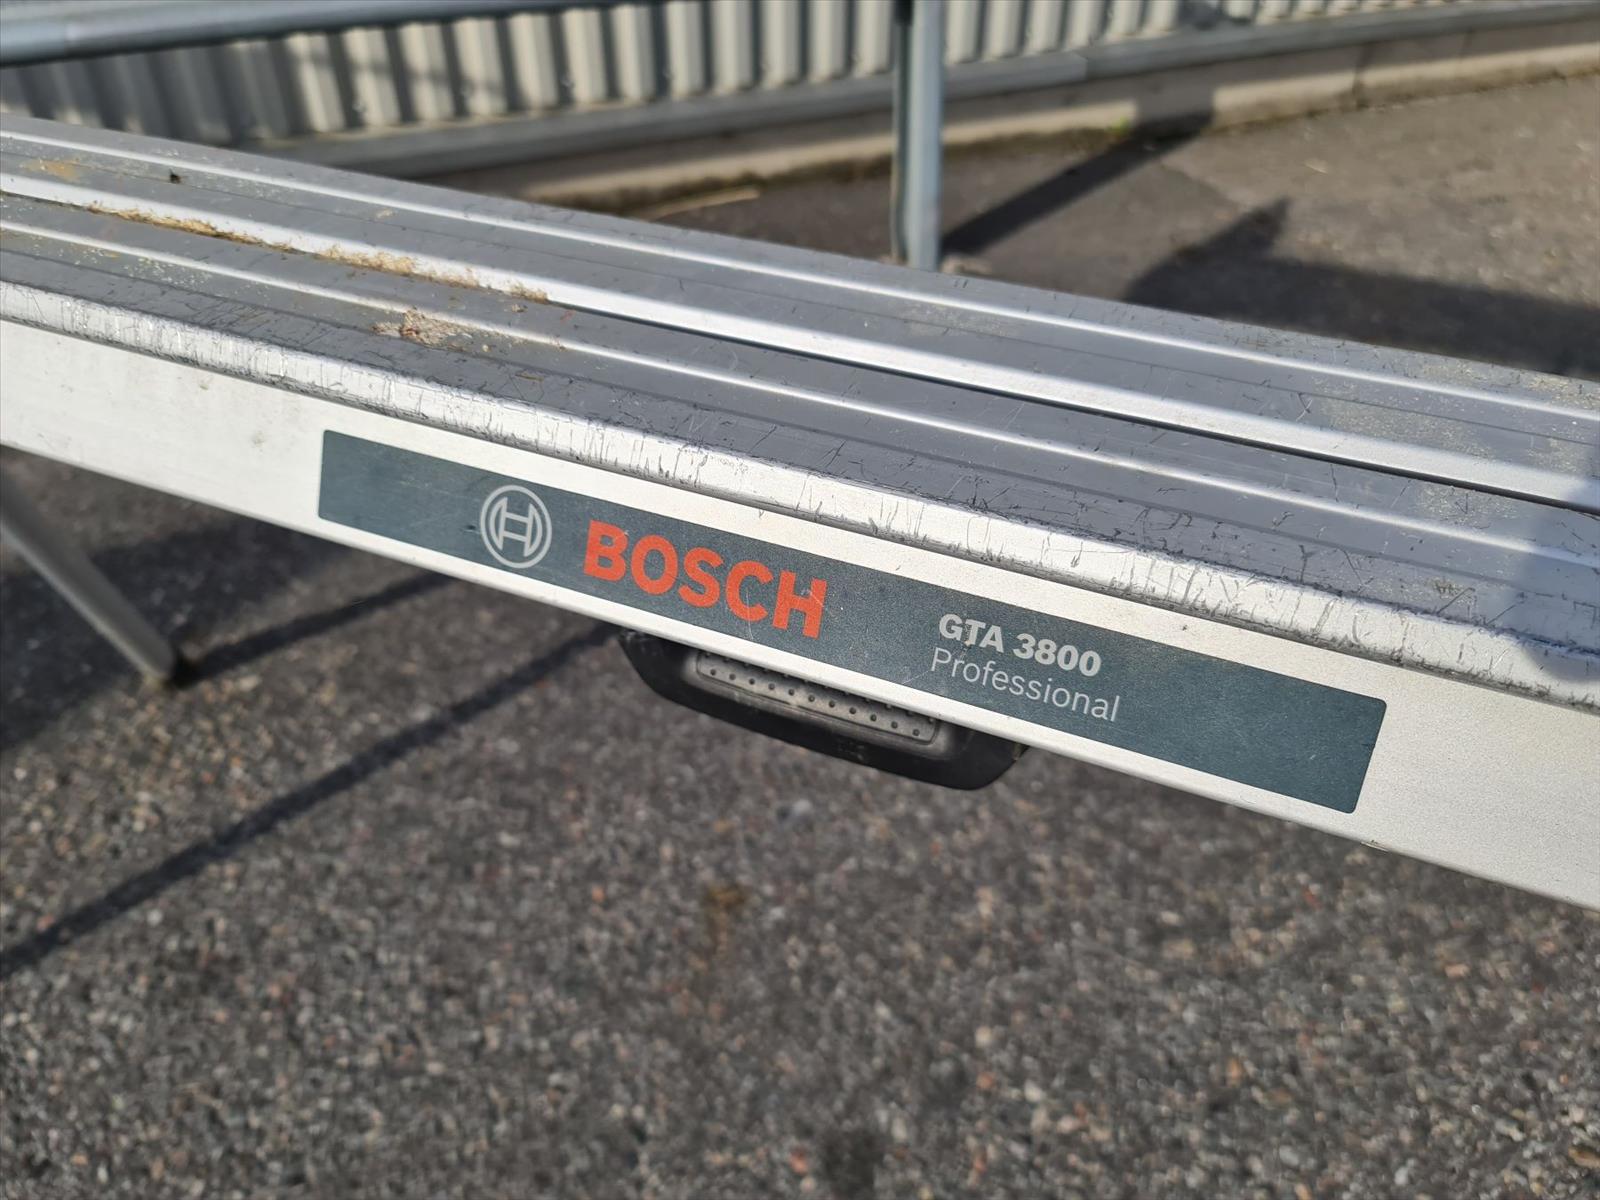 BOSCH
GTA 3800
Professional